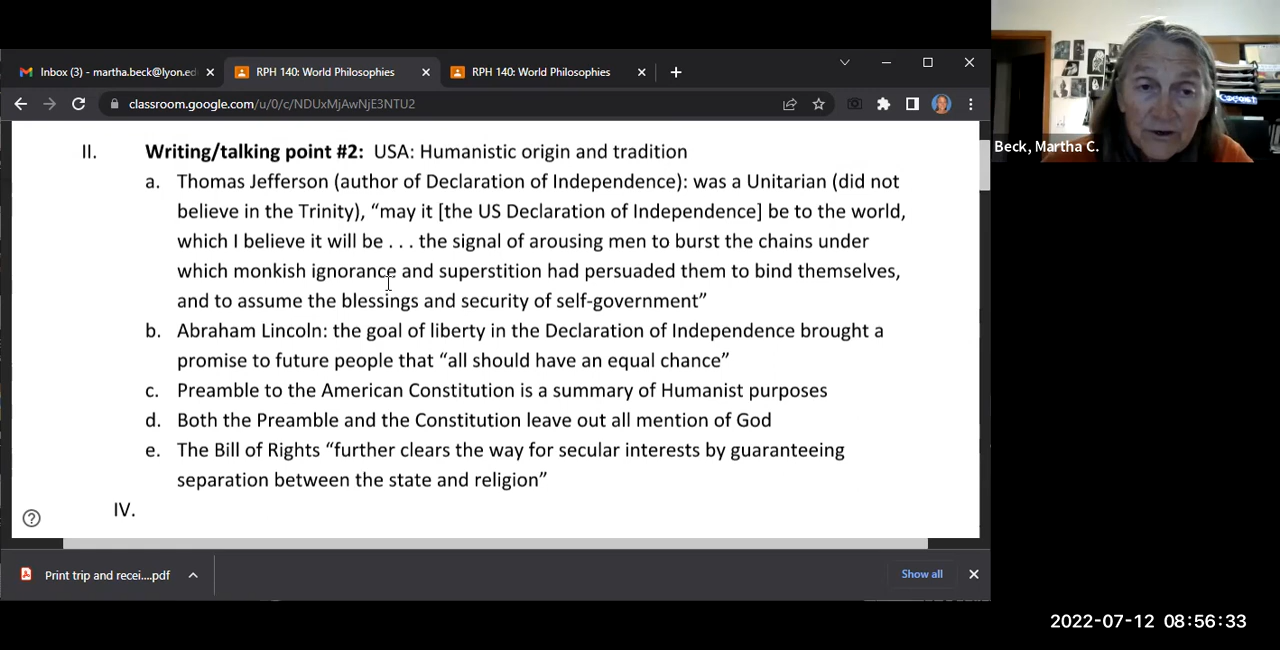 Inbox (3) - martha.beck@lyon.ed
RPH 140: World Philosophies
RPH 140: World Philosophies
classroom.google.com/u/0/c/NDUxMjAwNjE3NTU2
Beck, Martha C.
II. Writing/talking point #2: USA: Humanistic origin and tradition
a. Thomas Jefferson (author of Declaration of Independence): was a Unitarian (did not
believe in the Trinity), “may it [the US Declaration of Independence] be to the world,
which I believe it will be . . . the signal of arousing men to burst the chains under
which monkish ignorance and superstition had persuaded them to bind themselves,
and to assume the blessings and security of self-government”
b. Abraham Lincoln: the goal of liberty in the Declaration of Independence brought a
promise to future people that “all should have an equal chance”
c. Preamble to the American Constitution is a summary of Humanist purposes
d. Both the Preamble and the Constitution leave out all mention of God
e. The Bill of Rights “further clears the way for secular interests by guaranteeing
separation between the state and religion”
IV.
Print trip and recei....pdf
Show all
2022-07-12 08:56:33